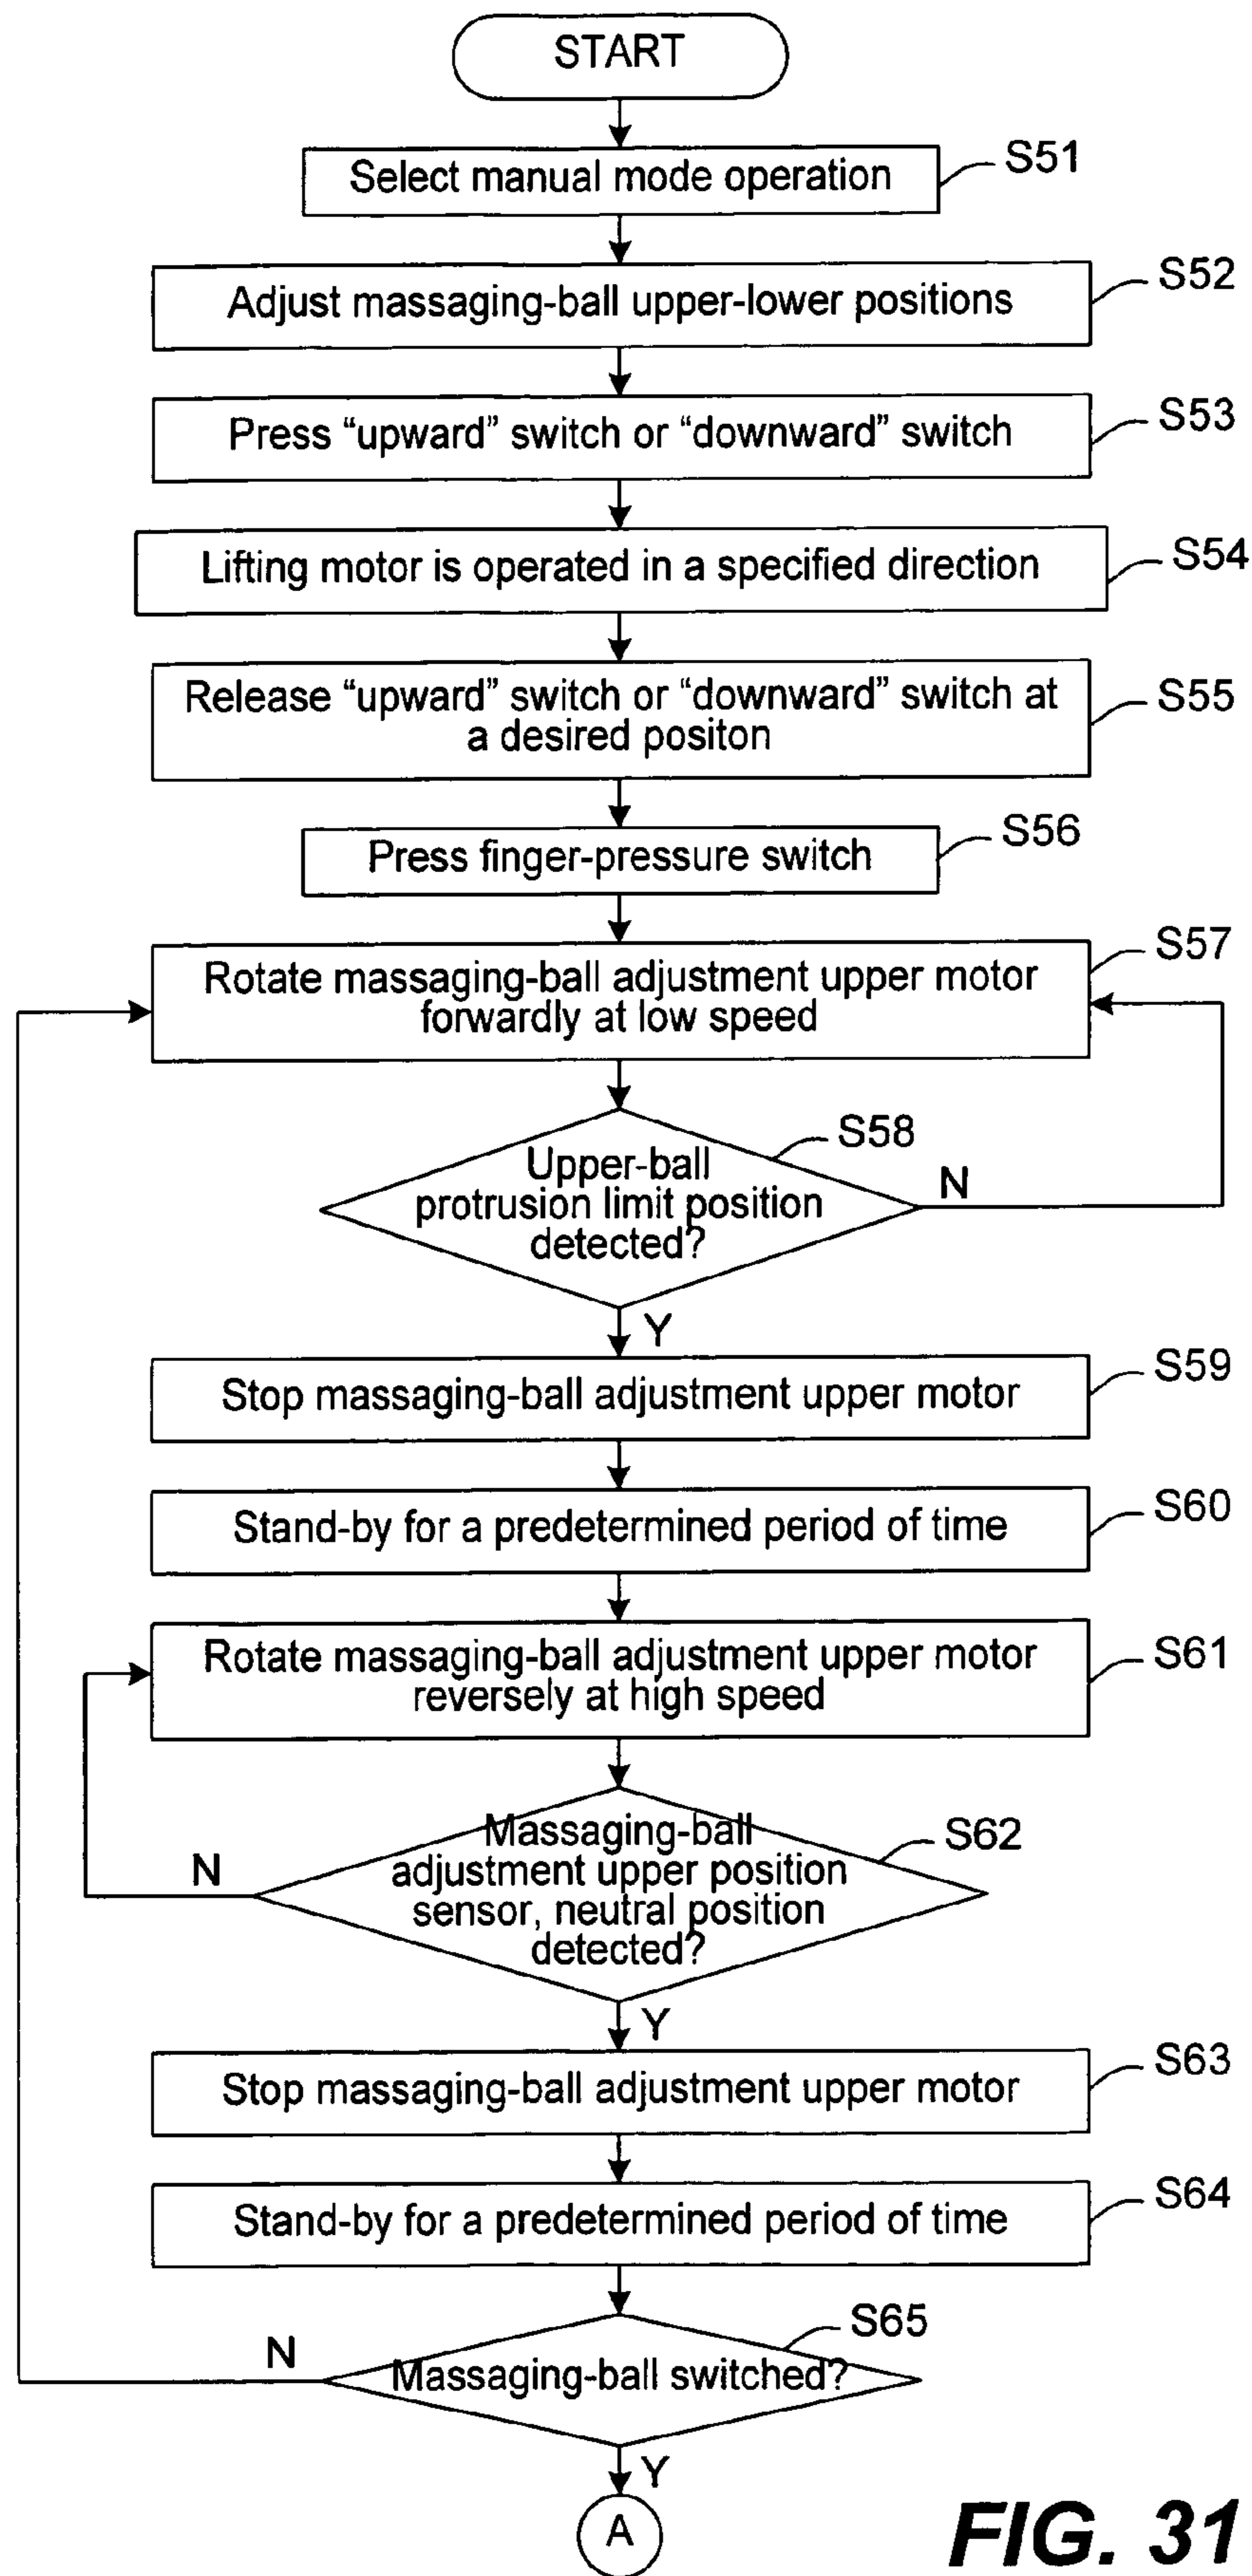 START
Select manual mode operation
S51
Adjust massaging-ball upper-lower positions
S52
Press “upward” switch or “downward” switch
S53
Lifting motor is operated in a specified direction
S54
Release “upward” switch or “downward” switch at
a desired positon
S55
Press finger-pressure switch
S56
Rotate massaging-ball adjustment upper motor
forwardly at low speed
S57
Upper-ball
protrusion limit position
detected?
S58
N
Y
Stop massaging-ball adjustment upper motor
S59
Stand-by for a predetermined period of time
S60
Rotate massaging-ball adjustment upper motor
reversely at high speed
S61
Massaging-ball
adjustment upper position
sensor, neutral position
detected?
S62
N
Y
Stop massaging-ball adjustment upper motor
S63
Stand-by for a predetermined period of time
S64
Massaging-ball switched?
S65
N
Y
A
FIG. 31